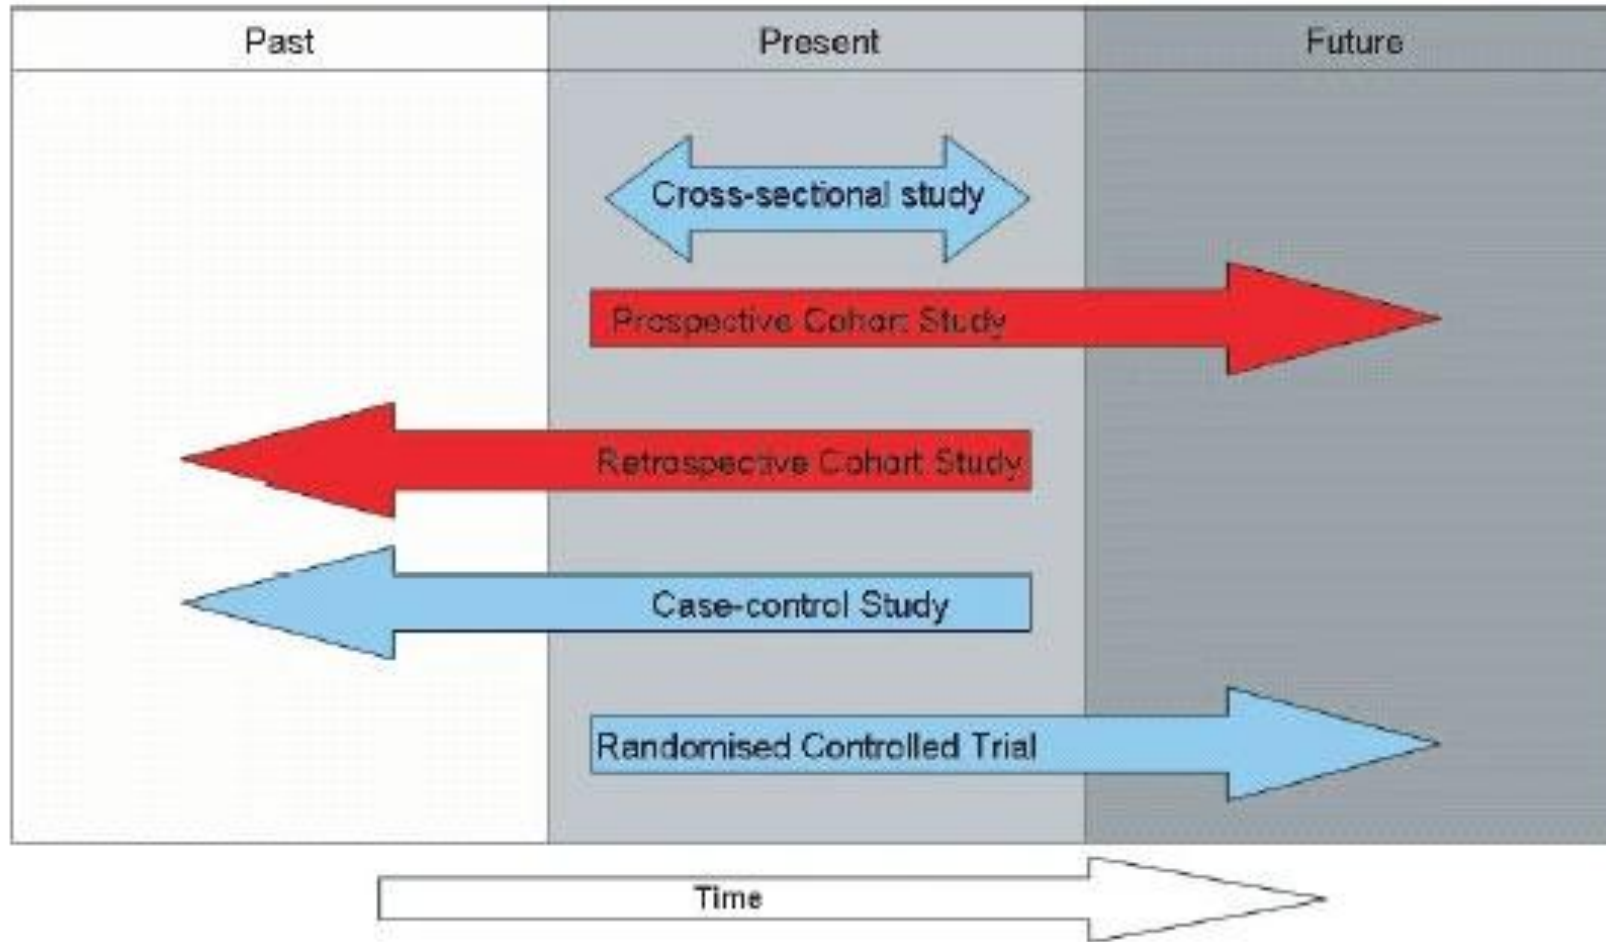 Past
Present
Future
Cross-sectional study
Prospective Cohort Study
Retrospective Cohort Study
Case-control Study
Randomised Controlled Trial
Time